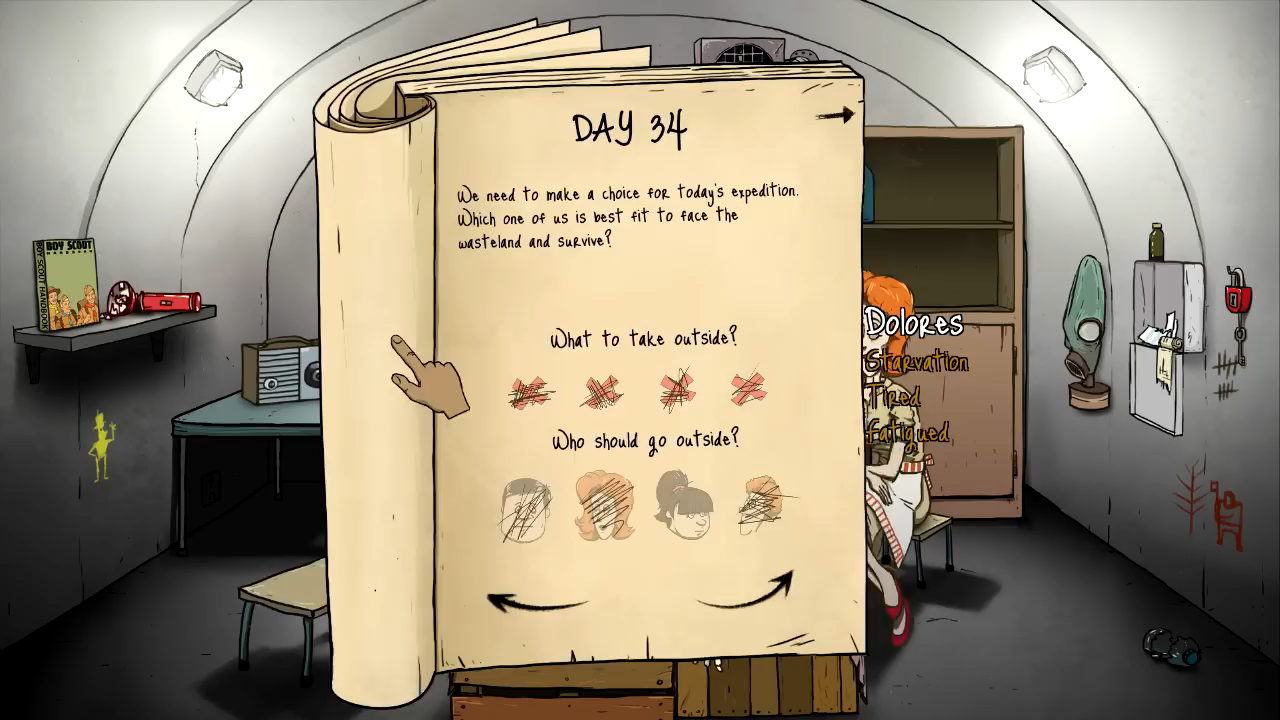 DAY 34
We need to make a choice for today's expedition.
Which one of us is best fit to face the
wasteland and survive?
What to take outside?
Who should go outside?
BOY SCOUT
HANDBOOK
BOY SCOUT HANDBOOK
Dolores
Starvation
Tired
Fatigued